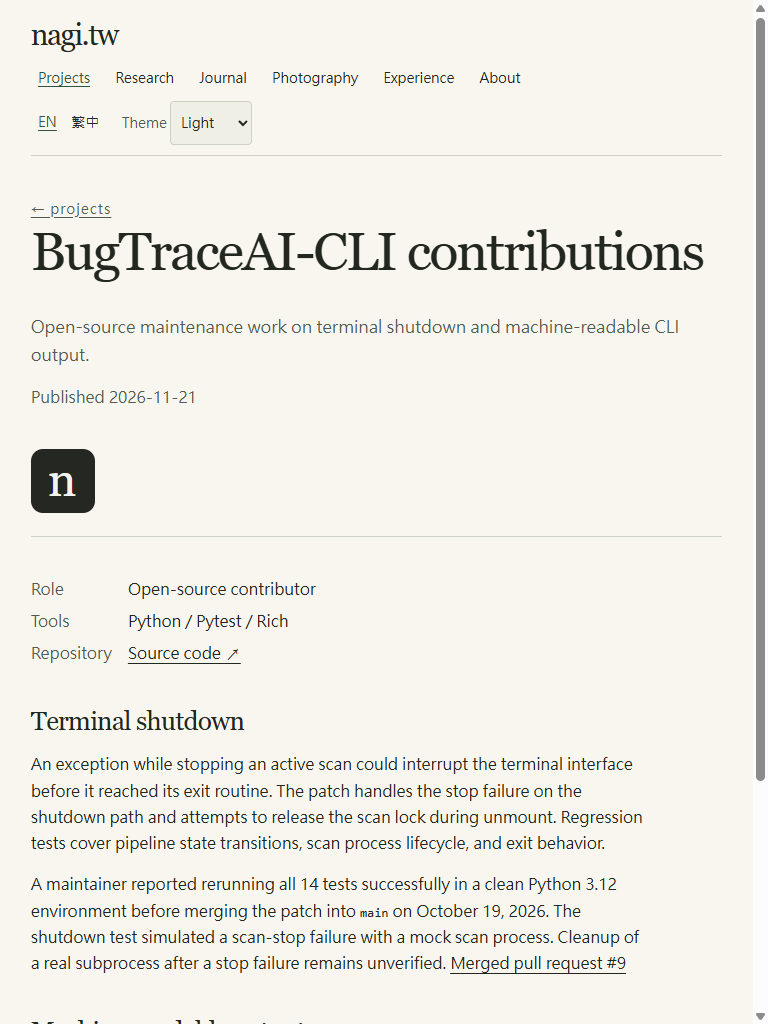 nagi.tw
Projects Research Journal Photography Experience About
EN 繁中 Theme Light
← projects
BugTraceAI-CLI contributions
Open-source maintenance work on terminal shutdown and machine-readable CLI
output.
Published 2026-11-21
n
Role Open-source contributor
Tools Python / Pytest / Rich
Repository Source code ↗
Terminal shutdown
An exception while stopping an active scan could interrupt the terminal interface
before it reached its exit routine. The patch handles the stop failure on the
shutdown path and attempts to release the scan lock during unmount. Regression
tests cover pipeline state transitions, scan process lifecycle, and exit behavior.
A maintainer reported rerunning all 14 tests successfully in a clean Python 3.12
environment before merging the patch into main on October 19, 2026. The
shutdown test simulated a scan-stop failure with a mock scan process. Cleanup of
a real subprocess after a stop failure remains unverified. Merged pull request #9